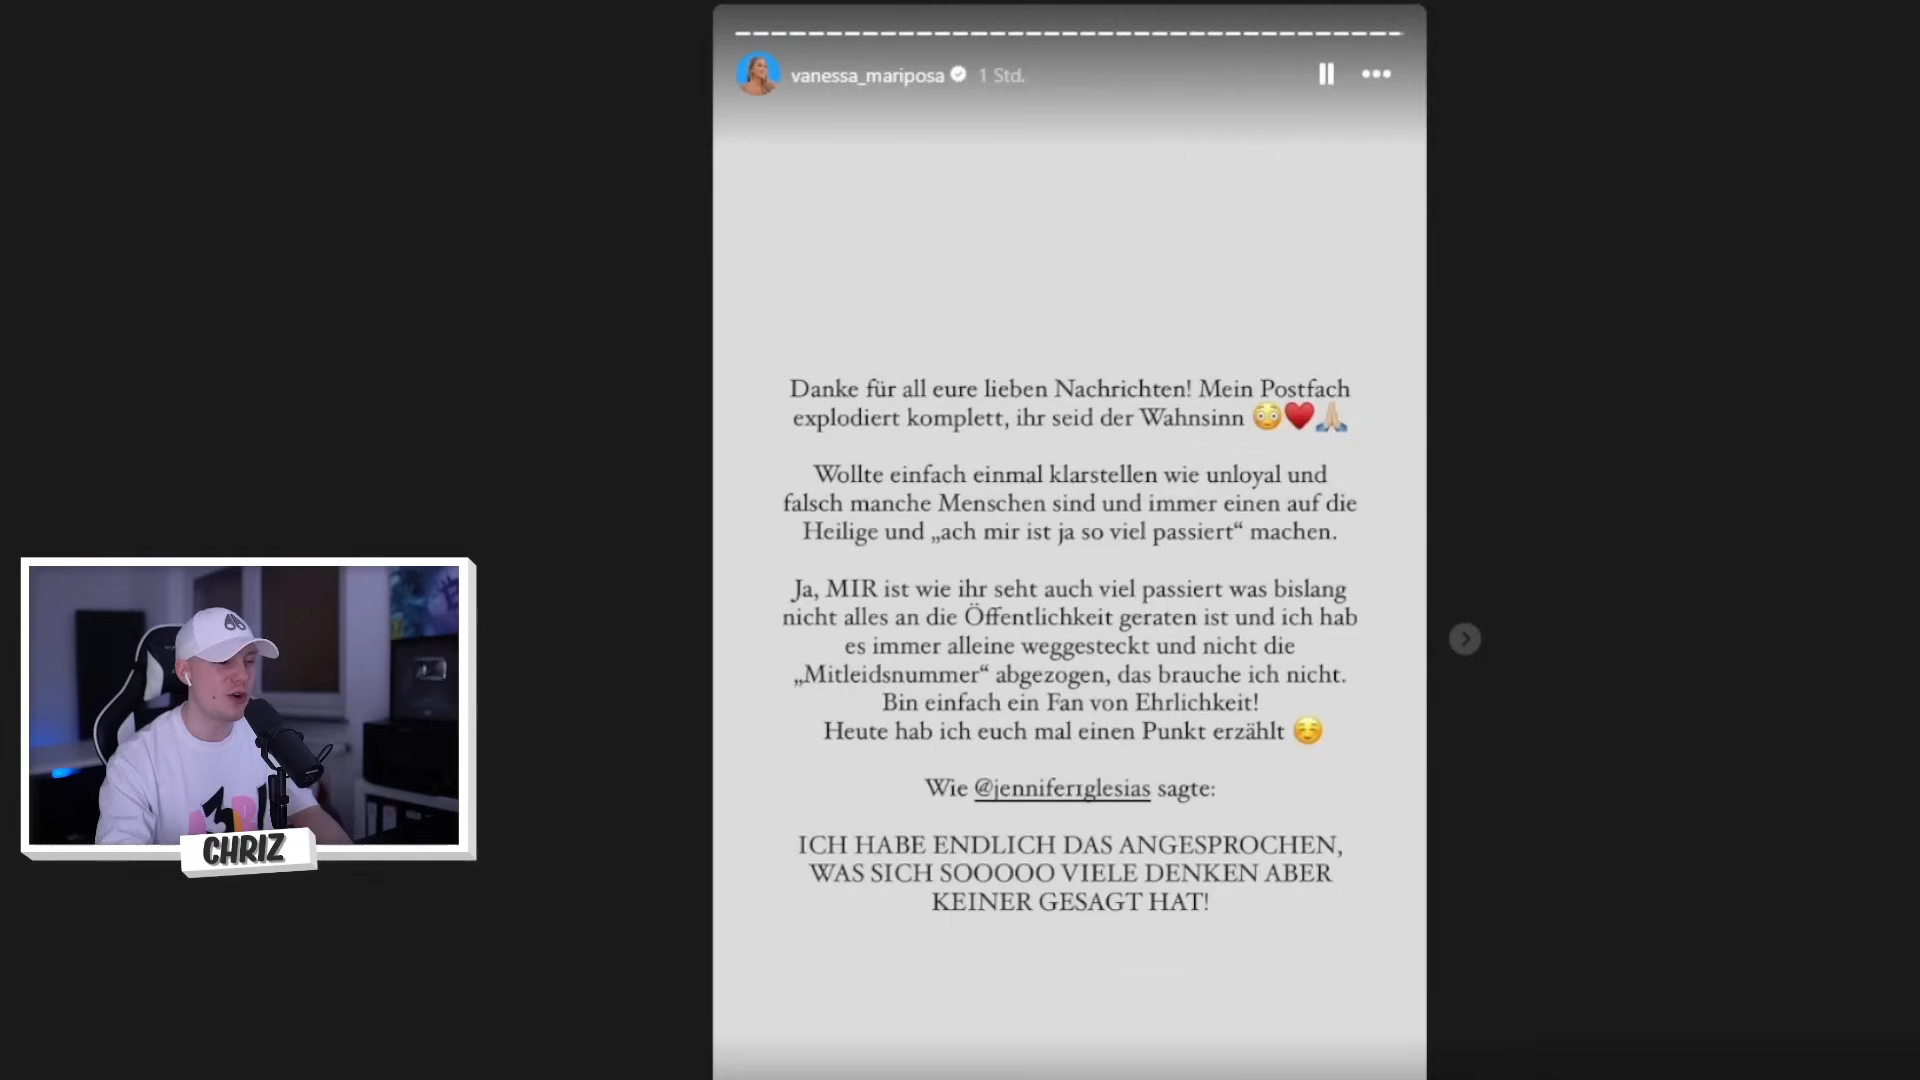 vanessa_mariposa 1 Std.
Danke für all eure lieben Nachrichten! Mein Postfach
explodiert komplett, ihr seid der Wahnsinn 😳❤️🙏🏼
Wollte einfach einmal klarstellen wie unloyal und
falsch manche Menschen sind und immer einen auf die
Heilige und „ach mir ist ja so viel passiert“ machen.
Ja, MIR ist wie ihr seht auch viel passiert was bislang
nicht alles an die Öffentlichkeit geraten ist und ich hab
es immer alleine weggesteckt und nicht die
„Mitleidsnummer“ abgezogen, das brauche ich nicht.
Bin einfach ein Fan von Ehrlichkeit!
Heute hab ich euch mal einen Punkt erzählt ☺️
Wie @jennifer1glesias sagte:
ICH HABE ENDLICH DAS ANGESPROCHEN,
WAS SICH SOOOOO VIELE DENKEN ABER
KEINER GESAGT HAT!
CHRIZ